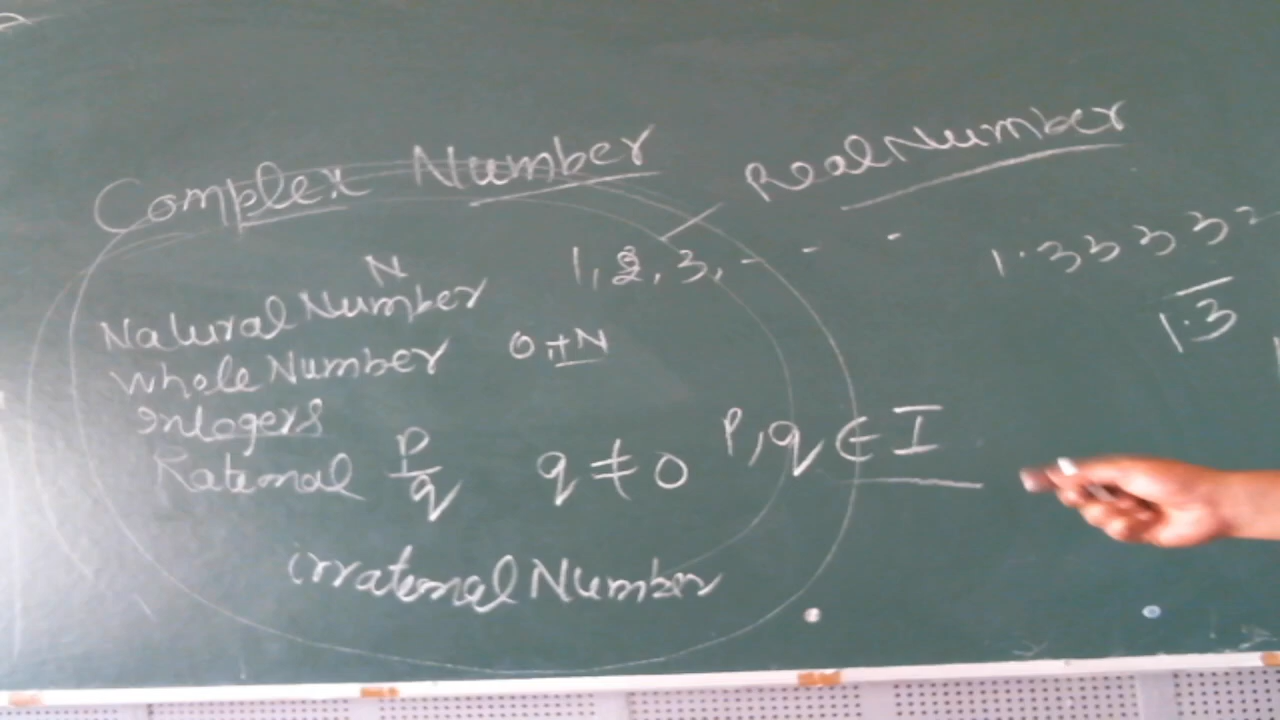 Complex Number
Real Number
N
1, 2, 3, - - -
1.3333
1.3̅
Natural Number
Whole Number 0, +N
Integers
Rational p/q q ≠ 0 p, q ∈ I
irrational Number